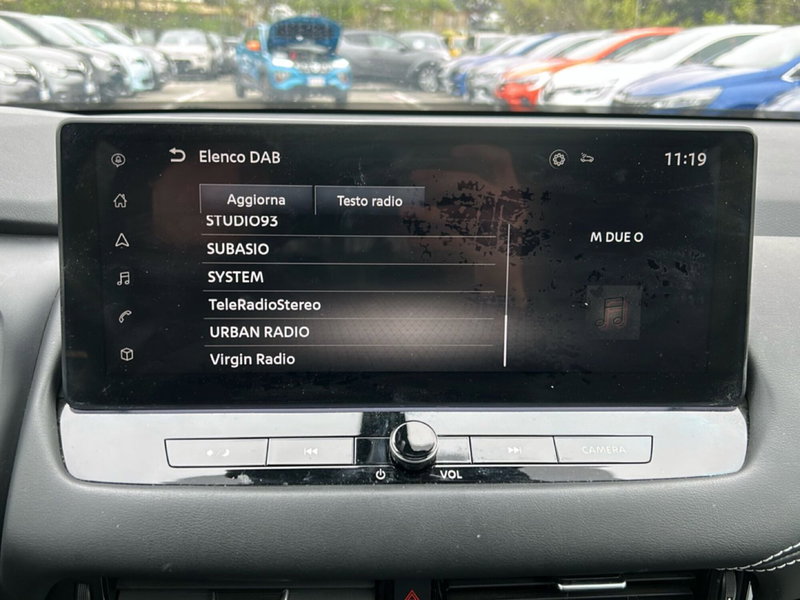 Elenco DAB
11:19
Aggiorna
Testo radio
STUDIO93
SUBASIO
SYSTEM
TeleRadioStereo
URBAN RADIO
Virgin Radio
M DUE O
CAMERA
VOL